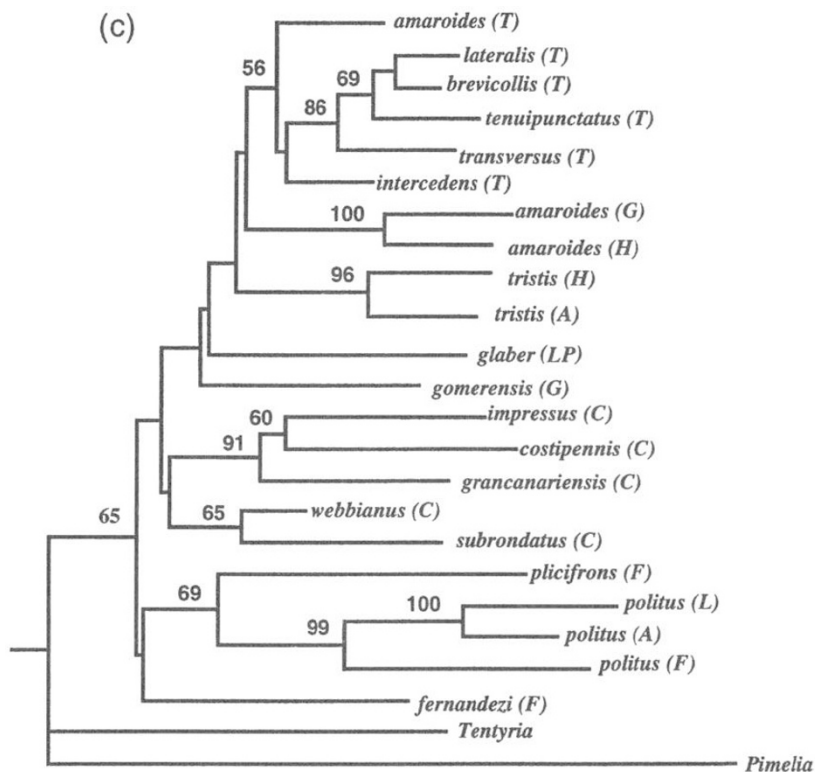 (c)
amaroides (T)
lateralis (T)
56
69
brevicollis (T)
86
tenuipunctatus (T)
transversus (T)
intercedens (T)
100
amaroides (G)
amaroides (H)
96
tristis (H)
tristis (A)
glaber (LP)
gomerensis (G)
60
impressus (C)
91
costipennis (C)
grancanariensis (C)
65
65
webbianus (C)
subrondatus (C)
plicifrons (F)
69
100
politus (L)
99
politus (A)
politus (F)
fernandezi (F)
Tentyria
Pimelia